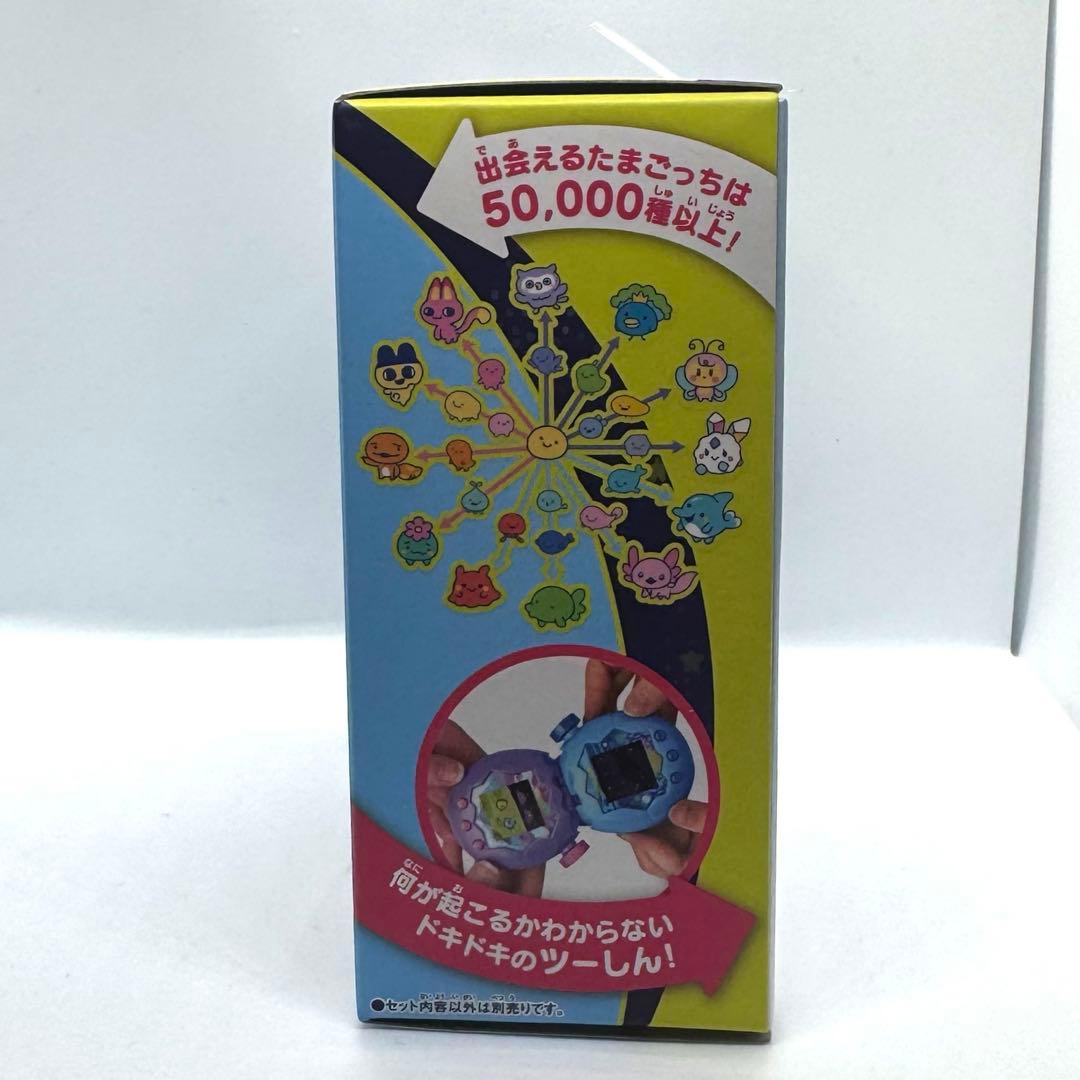 出会えるたまごっちは
50,000種以上!
何が起こるかわからない
ドキドキのツーしん!
●セット内容以外は別売りです。